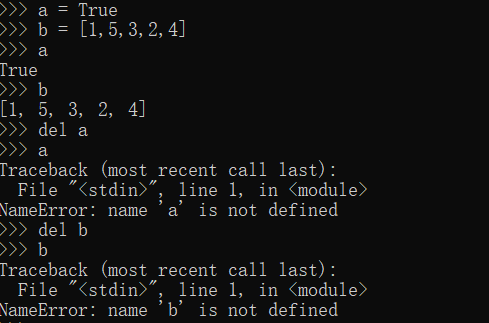 >>> a = True
>>> b = [1,5,3,2,4]
>>> a
True
>>> b
[1, 5, 3, 2, 4]
>>> del a
>>> a
Traceback (most recent call last):
  File "<stdin>", line 1, in <module>
NameError: name 'a' is not defined
>>> del b
>>> b
Traceback (most recent call last):
  File "<stdin>", line 1, in <module>
NameError: name 'b' is not defined